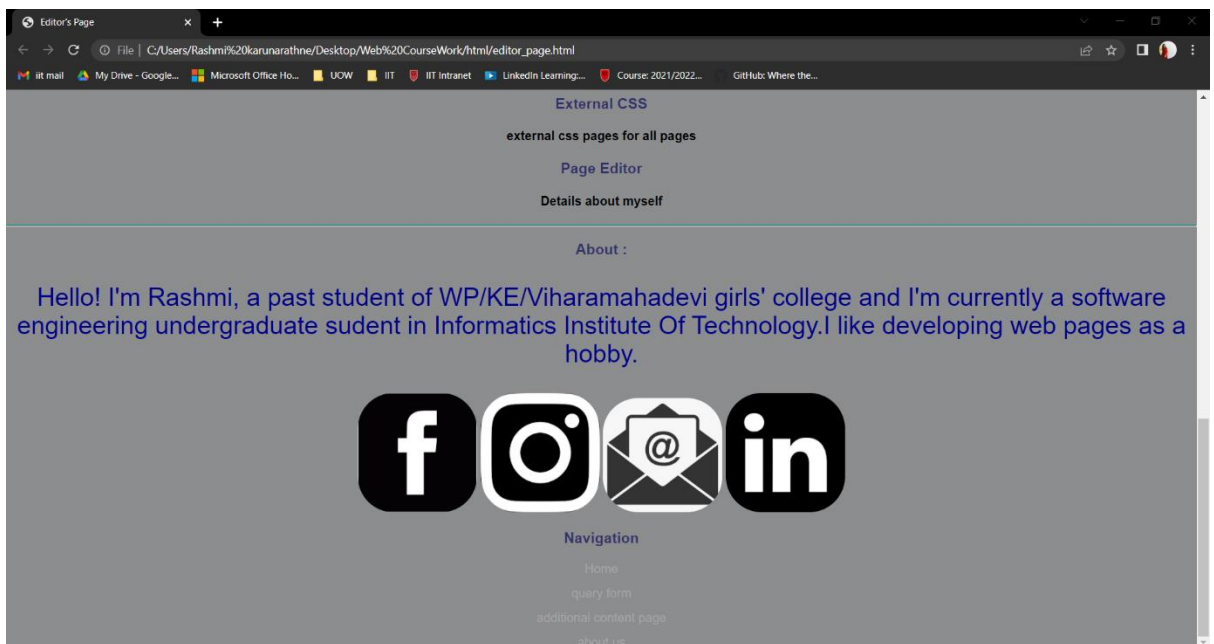 Editor's Page
File | C:/Users/Rashmi%20karunarathne/Desktop/Web%20CourseWork/html/editor_page.html
iit mail My Drive - Google... Microsoft Office Ho... UOW IIT IIT Intranet LinkedIn Learning:... Course: 2021/2022... GitHub: Where the...
External CSS
external css pages for all pages
Page Editor
Details about myself
About :
Hello! I'm Rashmi, a past student of WP/KE/Viharamahadevi girls' college and I'm currently a software
engineering undergraduate sudent in Informatics Institute Of Technology.I like developing web pages as a
hobby.
f
@
in
Navigation
Home
query form
additional content page
about us